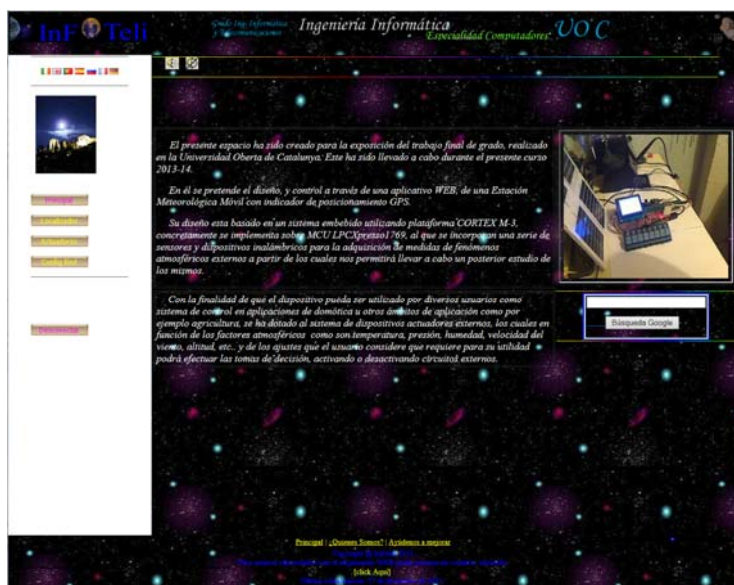 InF Teli
Grado Ing. Informática
y Telecomunicaciones
Ingeniería Informática
Especialidad Computadores
UOC
Principal
Localizador
Actuadores
Config Red
Desconectar
El presente espacio ha sido creado para la exposición del trabajo final de grado, realizado
en la Universidad Oberta de Catalunya. Este ha sido llevado a cabo durante el presente curso
2013-14.
En él se pretende el diseño, y control a través de una aplicativo WEB, de una Estación
Meteorológica Móvil con indicador de posicionamiento GPS.
Su diseño esta basado en un sistema embebido utilizando plataforma CORTEX M-3,
concretamente se implementa sobre MCU LPCXpresso1769, al que se incorporan una serie de
sensores y dispositivos inalámbricos para la adquisición de medidas de fenómenos
atmosféricos externos a partir de los cuales nos permitirá llevar a cabo un posterior estudio de
los mismos.
Con la finalidad de que el dispositivo pueda ser utilizado por diversos usuarios como
sistema de control en aplicaciones de domótica u otros ámbitos de aplicación como por
ejemplo agricultura, se ha dotado al sistema de dispositivos actuadores externos, los cuales en
función de los factores atmosféricos como son temperatura, presión, humedad, velocidad del
viento, altitud, etc.. y de los ajustes que el usuario considere que requiere para su utilidad
podrá efectuar las tomas de decisión, activando o desactivando circuitos externos.
Búsqueda Google
Principal | ¿Quienes Somos? | Ayúdenos a mejorar
[click Aquí]